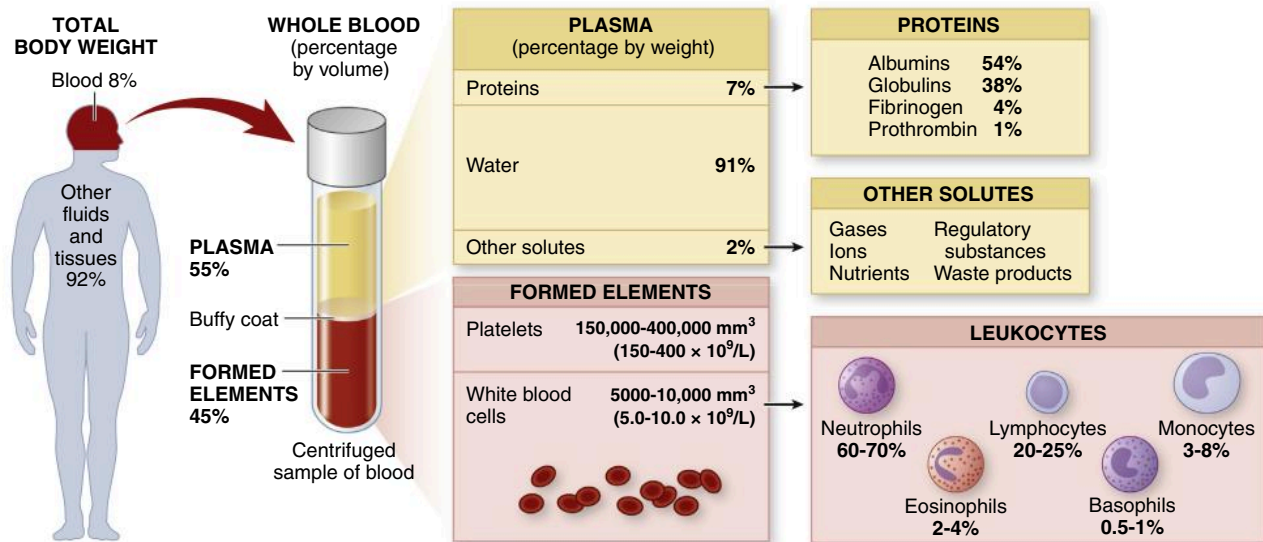 TOTAL
BODY WEIGHT
Blood 8%
Other
fluids
and
tissues
92%
WHOLE BLOOD
(percentage
by volume)
PLASMA
55%
Buffy coat
FORMED
ELEMENTS
45%
Centrifuged
sample of blood
PLASMA
(percentage by weight)
Proteins 7%
Water 91%
Other solutes 2%
FORMED ELEMENTS
Platelets 150,000-400,000 mm³
(150-400 × 10⁹/L)
White blood 5000-10,000 mm³
cells (5.0-10.0 × 10⁹/L)
PROTEINS
Albumins 54%
Globulins 38%
Fibrinogen 4%
Prothrombin 1%
OTHER SOLUTES
Gases Regulatory
Ions substances
Nutrients Waste products
LEUKOCYTES
Neutrophils Lymphocytes Monocytes
60-70% 20-25% 3-8%
Eosinophils Basophils
2-4% 0.5-1%